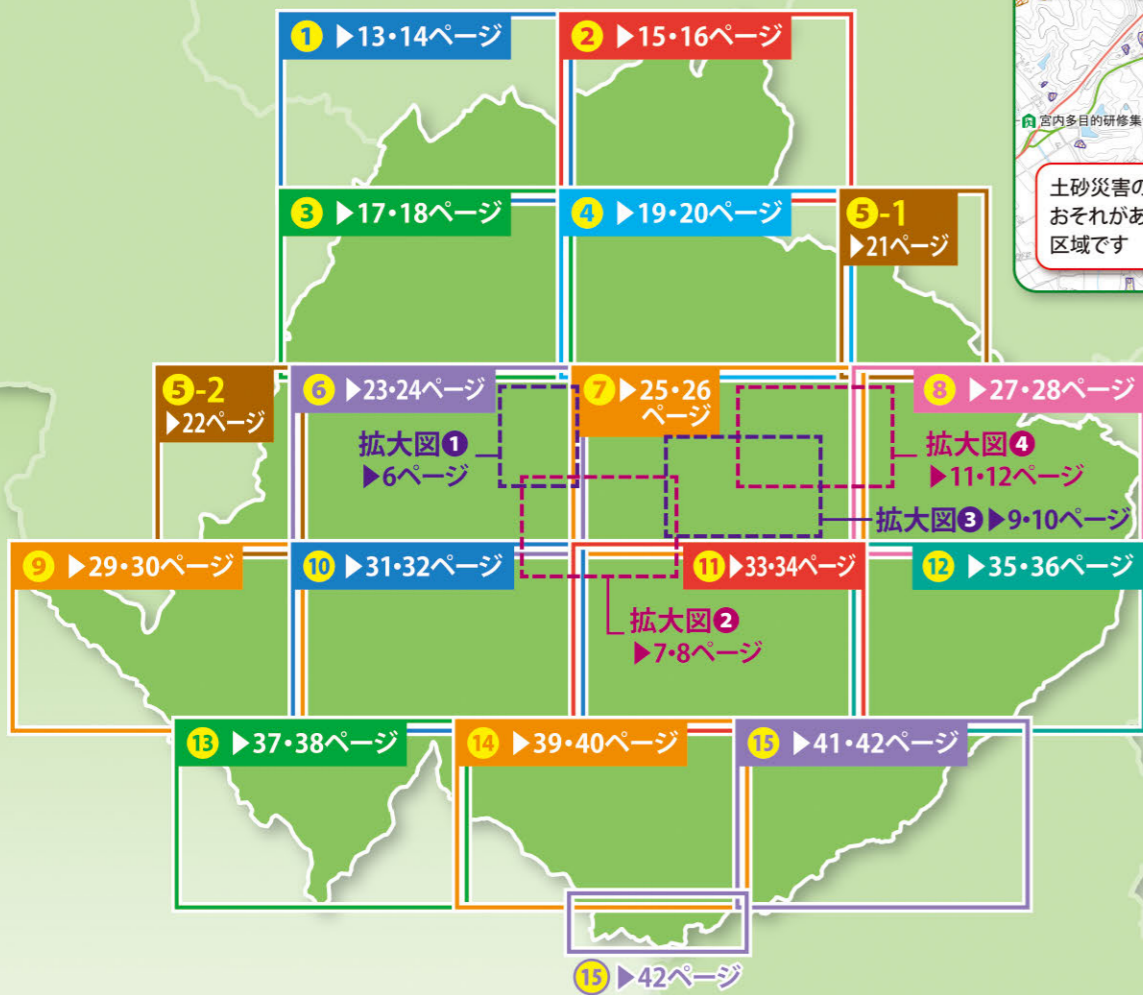 ① ▶13・14ページ
② ▶15・16ページ
宮内多目的研修集
土砂災害の
おそれがあ
区域です
③ ▶17・18ページ
④ ▶19・20ページ
⑤-1
▶21ページ
⑤-2
▶22ページ
⑥ ▶23・24ページ
⑦ ▶25・26
ページ
⑧ ▶27・28ページ
拡大図❶
▶6ページ
拡大図❹
▶11・12ページ
拡大図❸ ▶9・10ページ
⑨ ▶29・30ページ
⑩ ▶31・32ページ
⑪ ▶33・34ページ
⑫ ▶35・36ページ
拡大図❷
▶7・8ページ
⑬ ▶37・38ページ
⑭ ▶39・40ページ
⑮ ▶41・42ページ
⑮ ▶42ページ